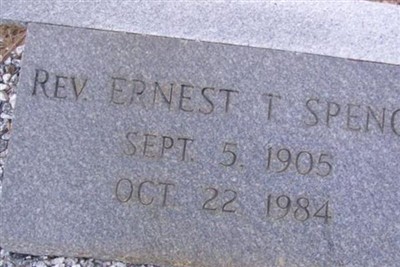 REV. ERNEST T SPENC
SEPT. 5, 1905
OCT. 22 1984